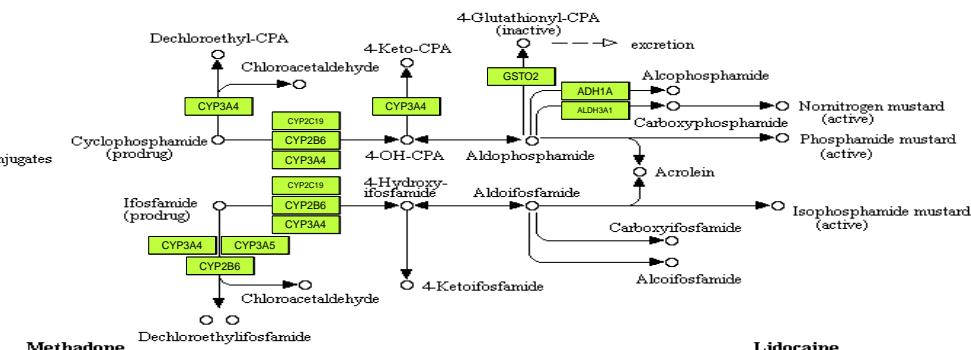 4-Glutathionyl-CPA
(inactive)
excretion
Dechloroethyl-CPA
4-Keto-CPA
Chloroacetaldehyde
GSTO2
Alcophosphamide
ADH1A
CYP3A4
CYP3A4
ALDH3A1
Nornitrogen mustard
(active)
Carboxyphosphamide
CYP2C19
Cyclophosphamide
(prodrug)
CYP2B6
CYP3A4
4-OH-CPA
Aldophosphamide
Phosphamide mustard
(active)
njugates
Acrolein
CYP2C19
4-Hydroxy-
ifosfamide
Aldoifosfamide
Ifosfamide
(prodrug)
CYP2B6
CYP3A4
Isophosphamide mustard
(active)
Carboxyifosfamide
CYP3A4
CYP3A5
CYP2B6
Alcoifosfamide
4-Ketoifosfamide
Chloroacetaldehyde
Dechloroethylifosfamide
Methadone
Lidocaine